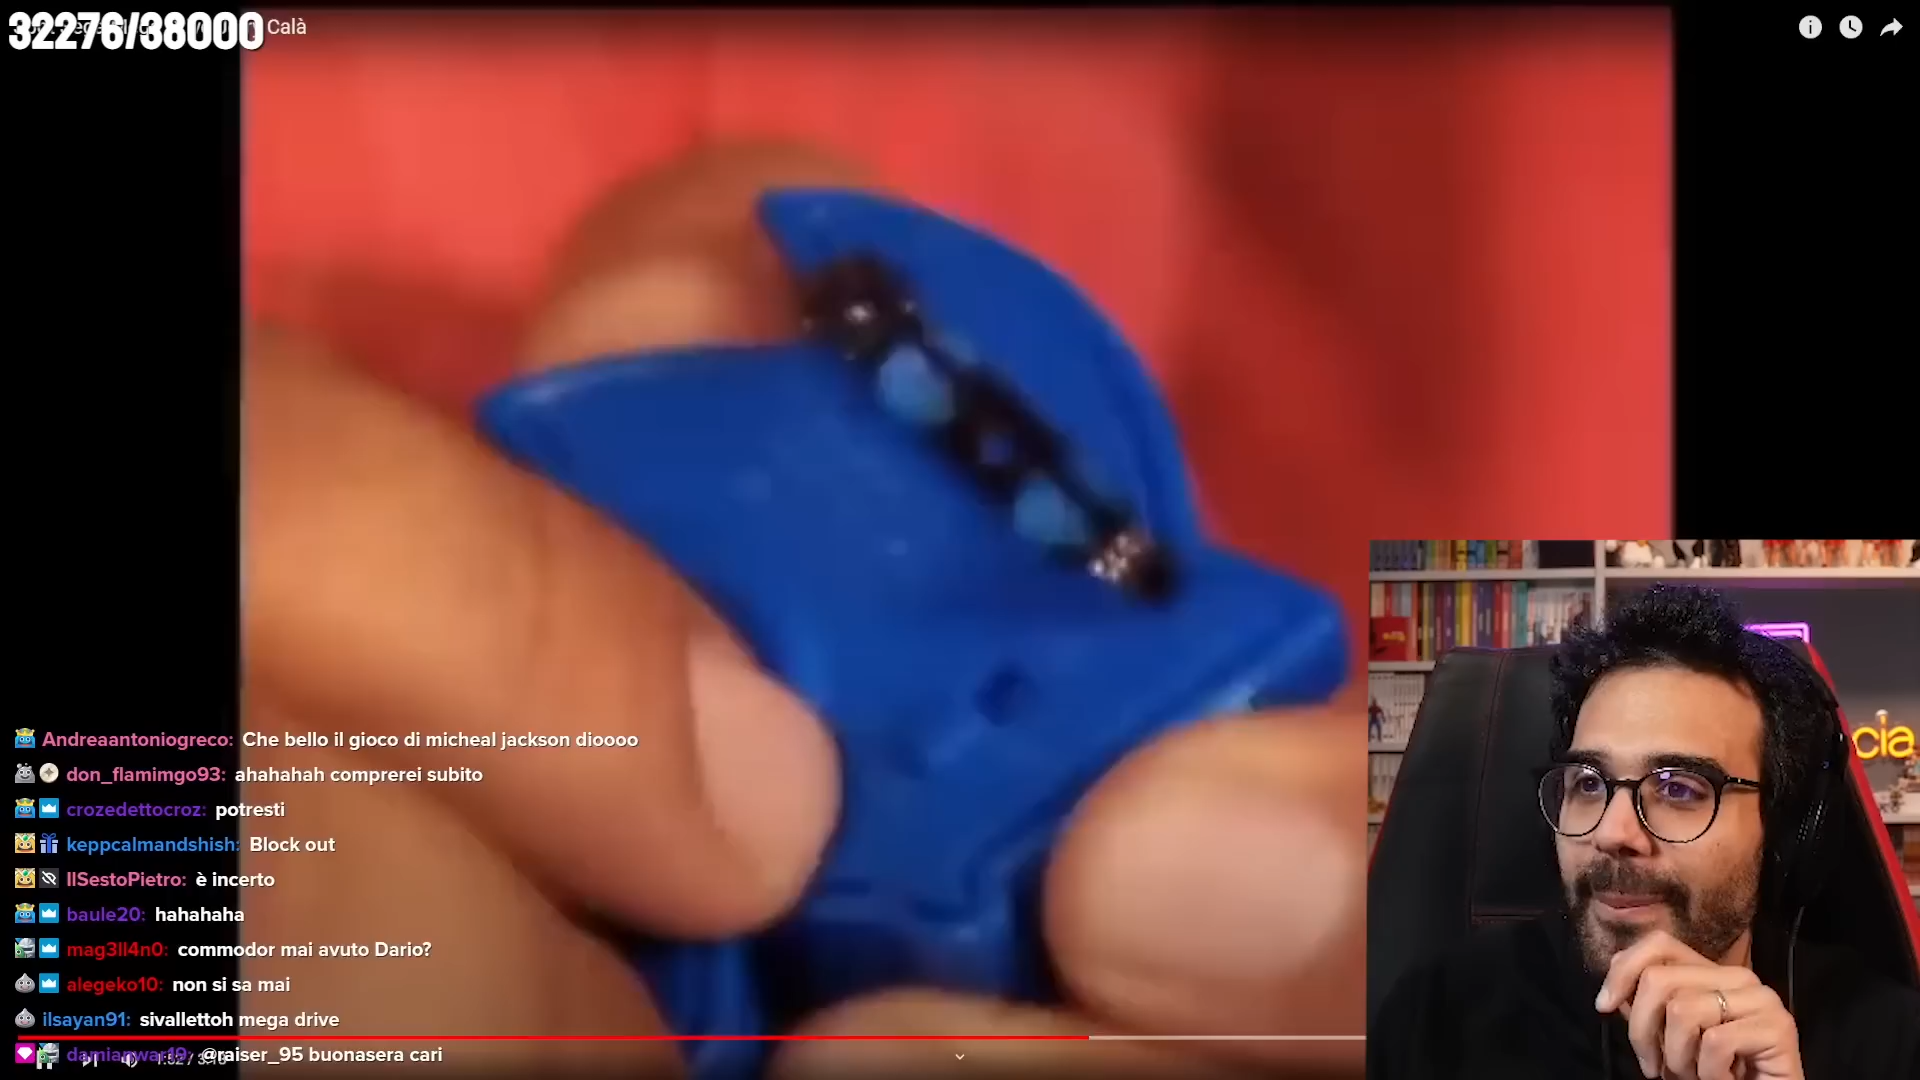 32276/38000
Calà
Andreaantoniogreco: Che bello il gioco di micheal jackson dioooo
don_flamimgo93: ahahahah comprerei subito
crozedettocroz: potresti
keppcalmandshish: Block out
IlSestoPietro: è incerto
baule20: hahahaha
mag3ll4n0: commodor mai avuto Dario?
alegeko10: non si sa mai
ilsayan91: sivallettoh mega drive
damianwar19: @raiser_95 buonasera cari
cia